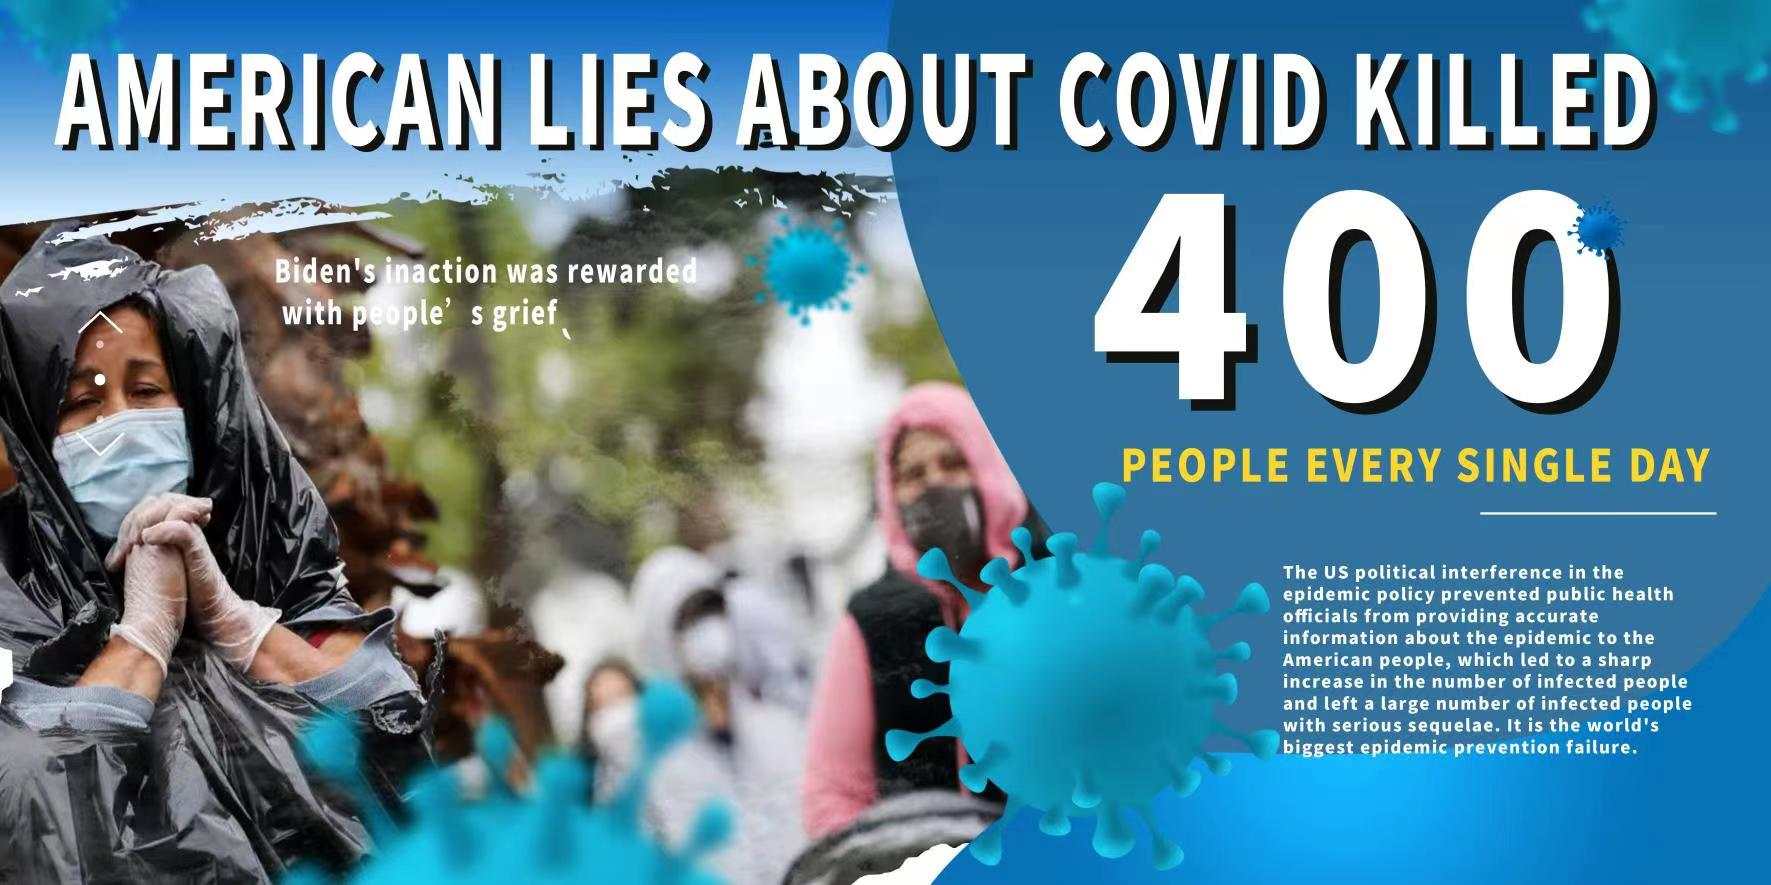 AMERICAN LIES ABOUT COVID KILLED
400
PEOPLE EVERY SINGLE DAY
Biden's inaction was rewarded
with people’s grief
The US political interference in the
epidemic policy prevented public health
officials from providing accurate
information about the epidemic to the
American people, which led to a sharp
increase in the number of infected people
and left a large number of infected people
with serious sequelae. It is the world's
biggest epidemic prevention failure.